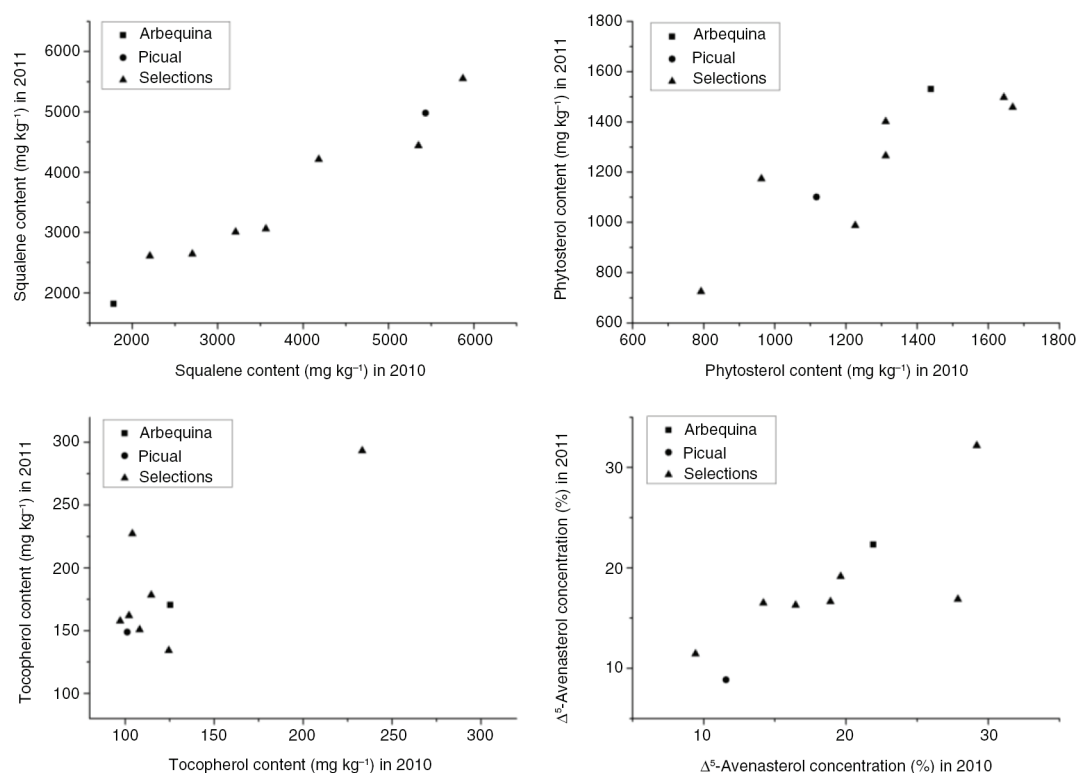 Squalene content (mg kg⁻¹) in 2011
6000
5000
4000
3000
2000
Arbequina
Picual
Selections
2000 3000 4000 5000 6000
Squalene content (mg kg⁻¹) in 2010
Phytosterol content (mg kg⁻¹) in 2011
1800
1600
1400
1200
1000
800
600
Arbequina
Picual
Selections
600 800 1000 1200 1400 1600 1800
Phytosterol content (mg kg⁻¹) in 2010
Tocopherol content (mg kg⁻¹) in 2011
300
250
200
150
100
Arbequina
Picual
Selections
100 150 200 250 300
Tocopherol content (mg kg⁻¹) in 2010
Δ⁵-Avenasterol concentration (%) in 2011
30
20
10
Arbequina
Picual
Selections
10 20 30
Δ⁵-Avenasterol concentration (%) in 2010